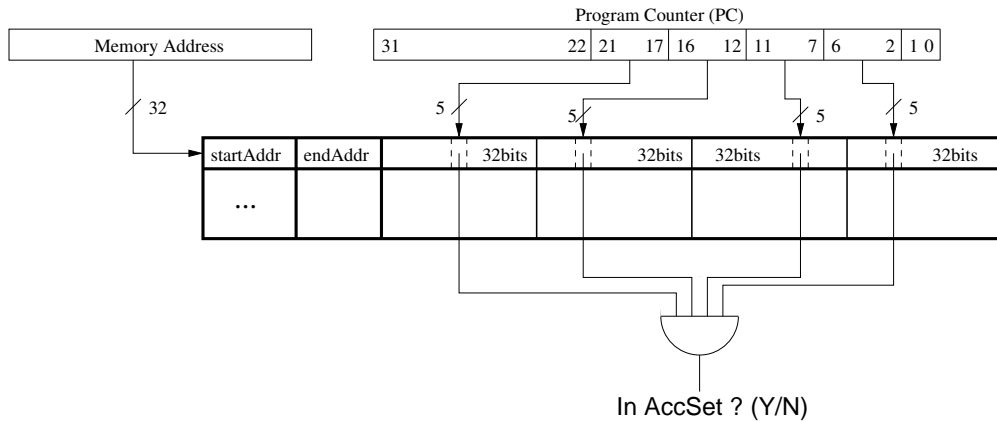 Program Counter (PC)
Memory Address
31 22 21 17 16 12 11 7 6 2 1 0
32 5 5 5 5
startAddr endAddr 32bits 32bits 32bits 32bits
...
In AccSet ? (Y/N)